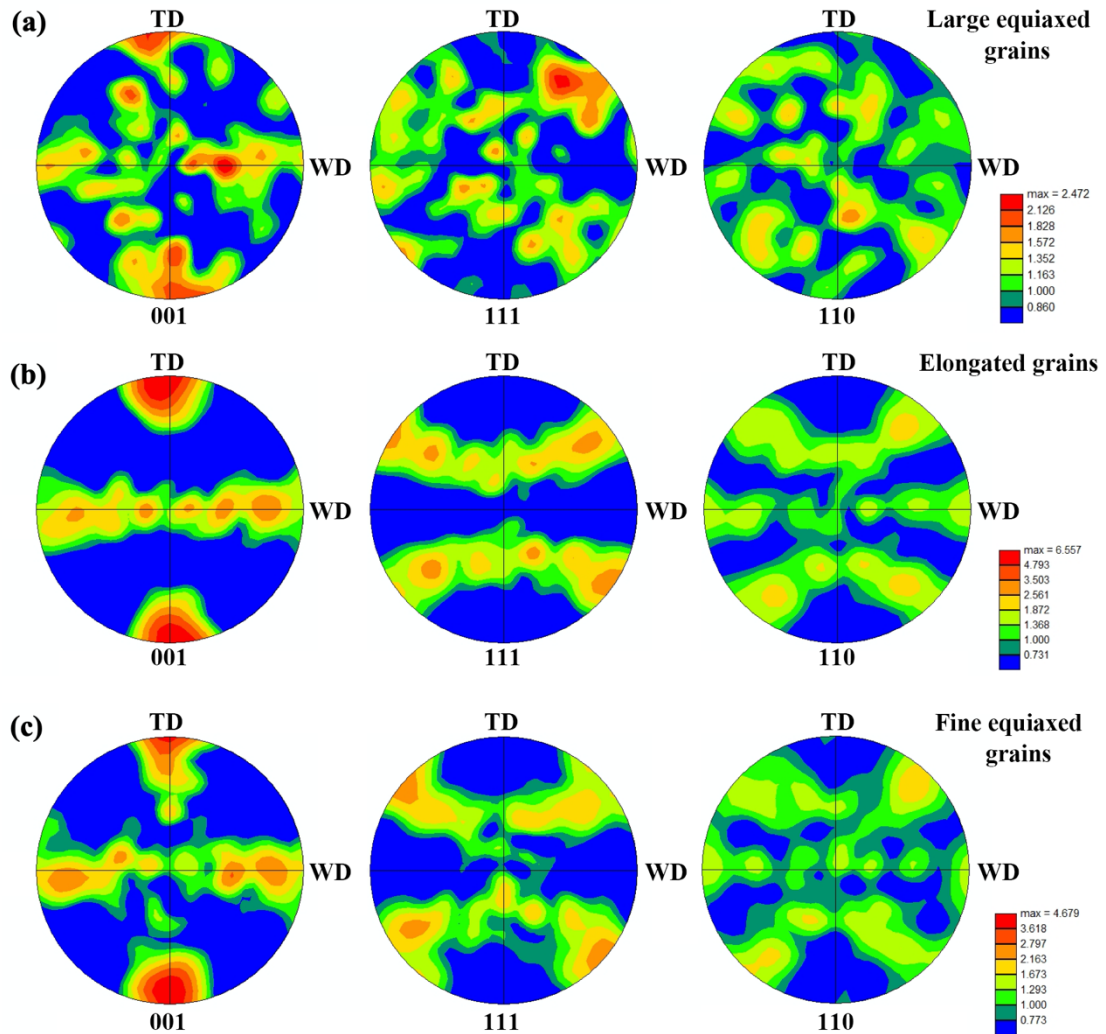 (a)
TD
TD
TD
Large equiaxed
grains
WD
WD
WD
max = 2.472
2.126
1.828
1.572
1.352
1.163
1.000
0.860
001
111
110
(b)
TD
TD
TD
Elongated grains
WD
WD
WD
max = 6.557
4.793
3.503
2.561
1.872
1.368
1.000
0.731
001
111
110
(c)
TD
TD
TD
Fine equiaxed
grains
WD
WD
WD
max = 4.679
3.618
2.797
2.163
1.673
1.293
1.000
0.773
001
111
110